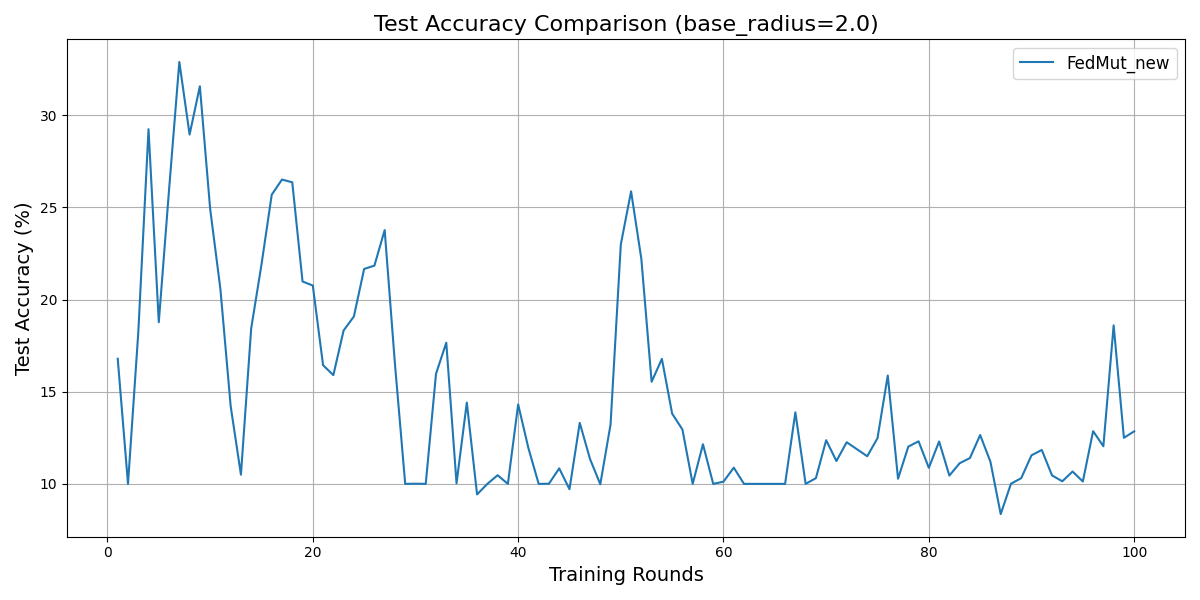 Test Accuracy Comparison (base_radius=2.0)
FedMut_new
Test Accuracy (%)
30
25
20
15
10
0 20 40 60 80 100
Training Rounds